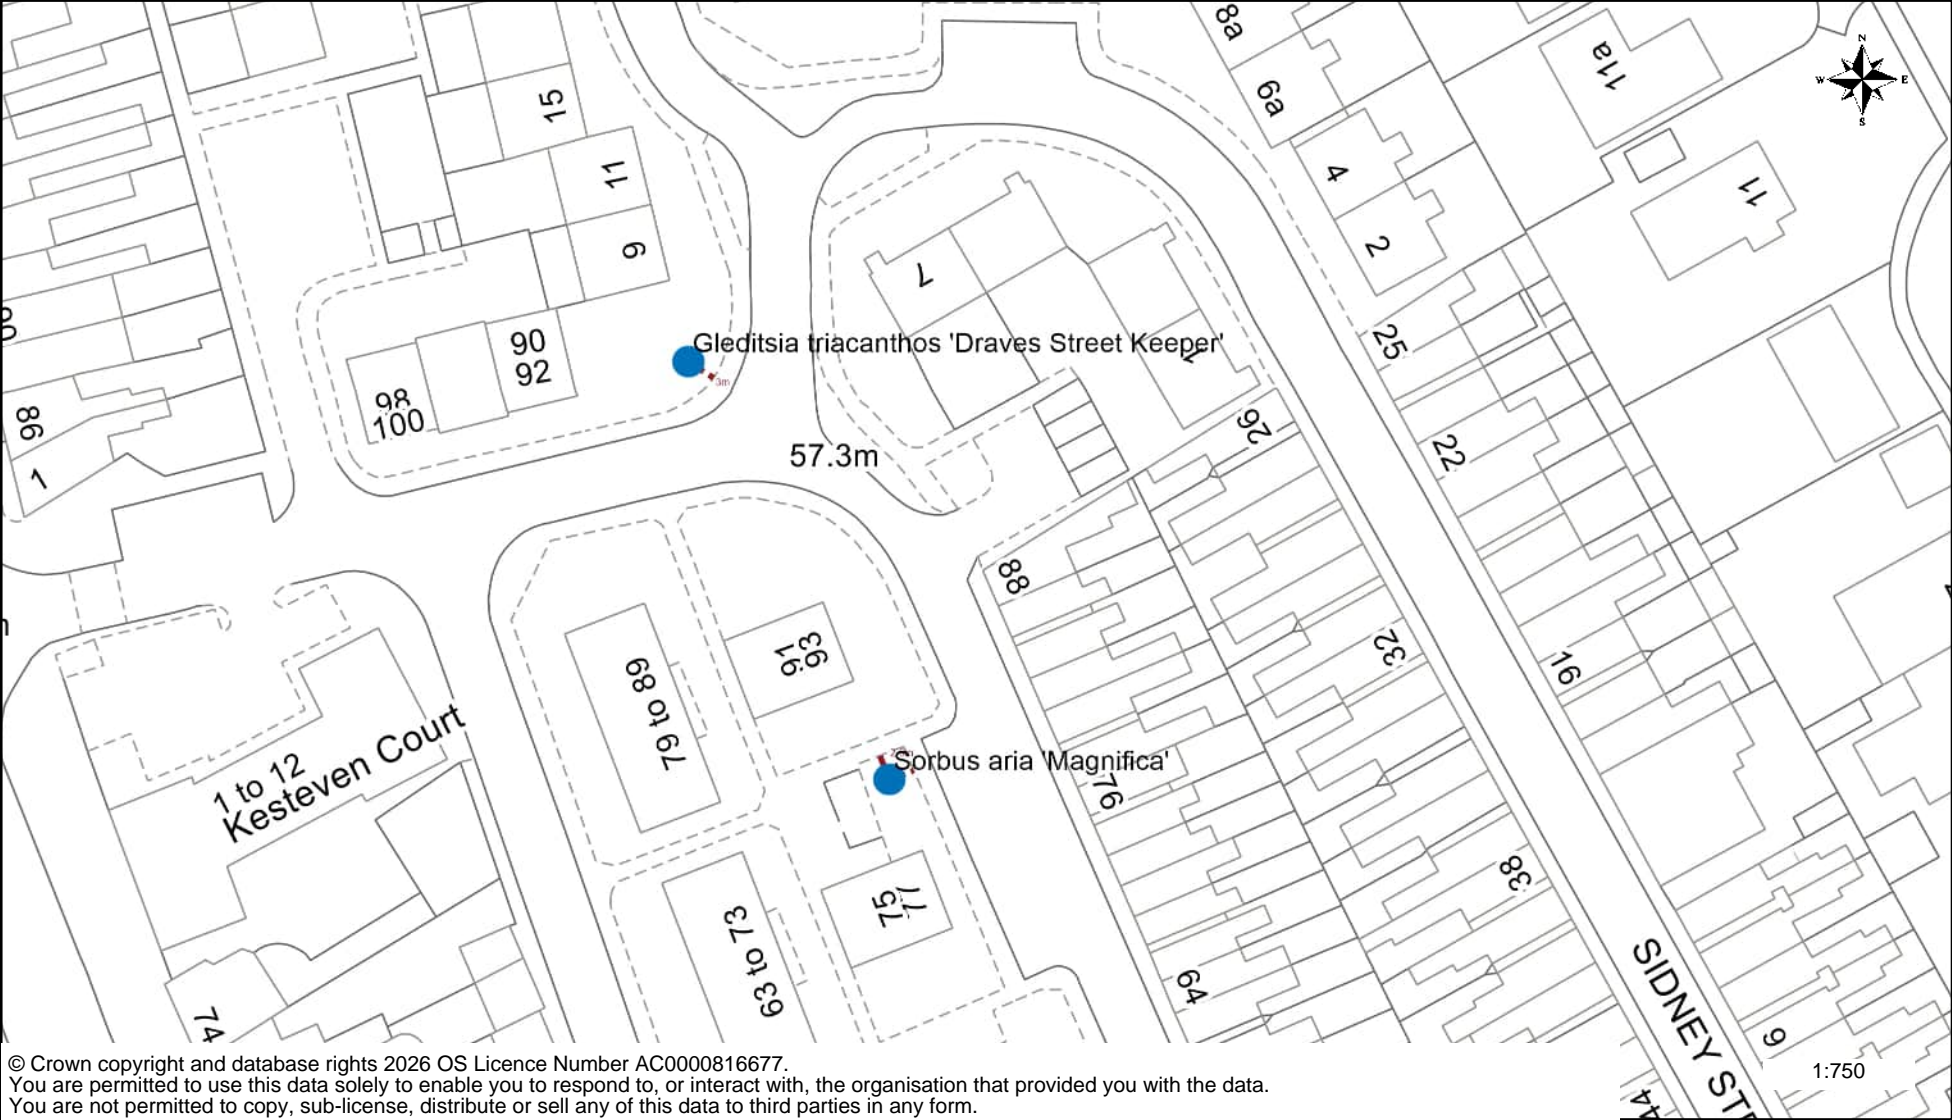 8a
6a
11a
N
W E
S
15
4
11
11
2
9
7
25
Gleditsia triacanthos 'Draves Street Keeper'
1
90
92
3m
98
100
98
1
26
22
57.3m
88
32
16
79 to 89
91
93
Sorbus aria 'Magnifica'
76
1 to 12
Kesteven Court
38
75
77
63 to 73
64
74
SIDNEY STR
6
44
1:750
© Crown copyright and database rights 2026 OS Licence Number AC0000816677.
You are permitted to use this data solely to enable you to respond to, or interact with, the organisation that provided you with the data.
You are not permitted to copy, sub-license, distribute or sell any of this data to third parties in any form.